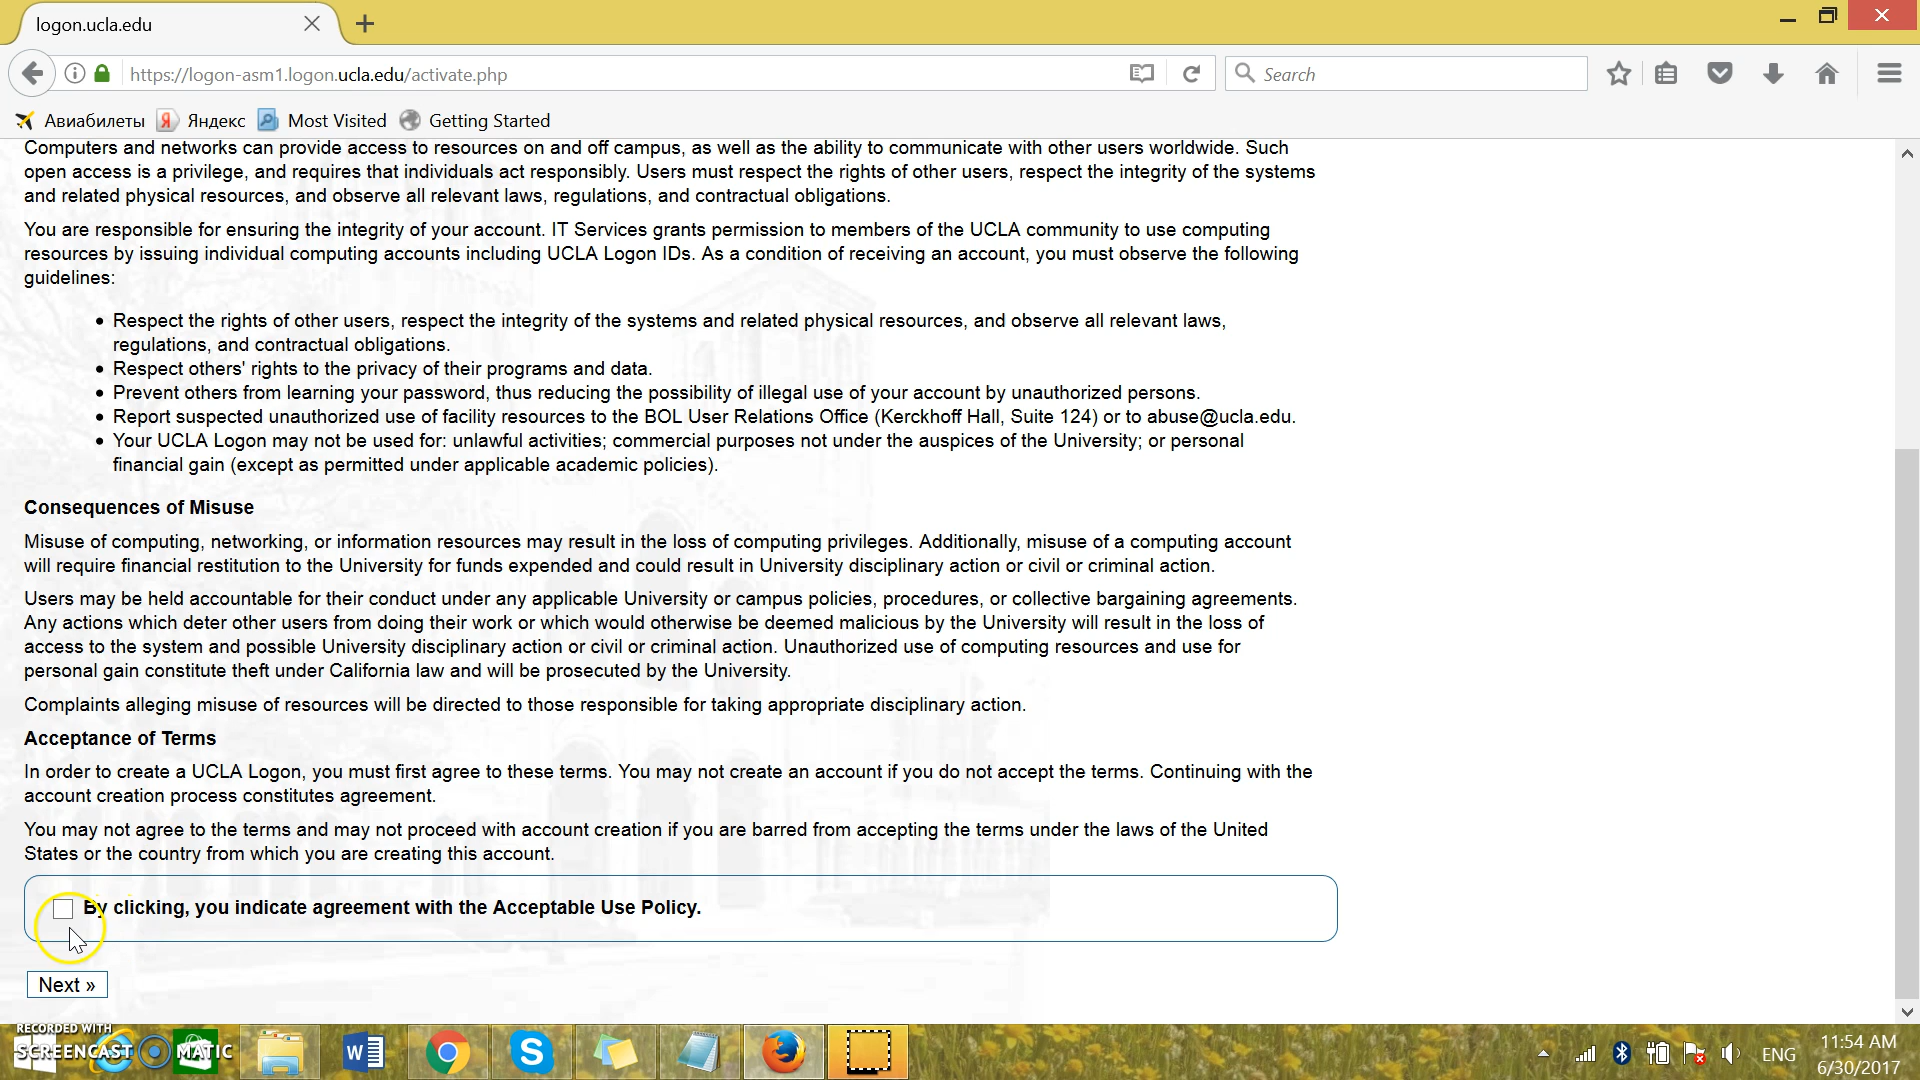 logon.ucla.edu
https://logon-asm1.logon.ucla.edu/activate.php
Search
Авиабилеты Яндекс Most Visited Getting Started
Computers and networks can provide access to resources on and off campus, as well as the ability to communicate with other users worldwide. Such
open access is a privilege, and requires that individuals act responsibly. Users must respect the rights of other users, respect the integrity of the systems
and related physical resources, and observe all relevant laws, regulations, and contractual obligations.
You are responsible for ensuring the integrity of your account. IT Services grants permission to members of the UCLA community to use computing
resources by issuing individual computing accounts including UCLA Logon IDs. As a condition of receiving an account, you must observe the following
guidelines:
• Respect the rights of other users, respect the integrity of the systems and related physical resources, and observe all relevant laws,
regulations, and contractual obligations.
• Respect others' rights to the privacy of their programs and data.
• Prevent others from learning your password, thus reducing the possibility of illegal use of your account by unauthorized persons.
• Report suspected unauthorized use of facility resources to the BOL User Relations Office (Kerckhoff Hall, Suite 124) or to abuse@ucla.edu.
• Your UCLA Logon may not be used for: unlawful activities; commercial purposes not under the auspices of the University; or personal
financial gain (except as permitted under applicable academic policies).
Consequences of Misuse
Misuse of computing, networking, or information resources may result in the loss of computing privileges. Additionally, misuse of a computing account
will require financial restitution to the University for funds expended and could result in University disciplinary action or civil or criminal action.
Users may be held accountable for their conduct under any applicable University or campus policies, procedures, or collective bargaining agreements.
Any actions which deter other users from doing their work or which would otherwise be deemed malicious by the University will result in the loss of
access to the system and possible University disciplinary action or civil or criminal action. Unauthorized use of computing resources and use for
personal gain constitute theft under California law and will be prosecuted by the University.
Complaints alleging misuse of resources will be directed to those responsible for taking appropriate disciplinary action.
Acceptance of Terms
In order to create a UCLA Logon, you must first agree to these terms. You may not create an account if you do not accept the terms. Continuing with the
account creation process constitutes agreement.
You may not agree to the terms and may not proceed with account creation if you are barred from accepting the terms under the laws of the United
States or the country from which you are creating this account.
By clicking, you indicate agreement with the Acceptable Use Policy.
Next »
RECORDED WITH
SCREENCAST MATIC
ENG
11:54 AM
6/30/2017